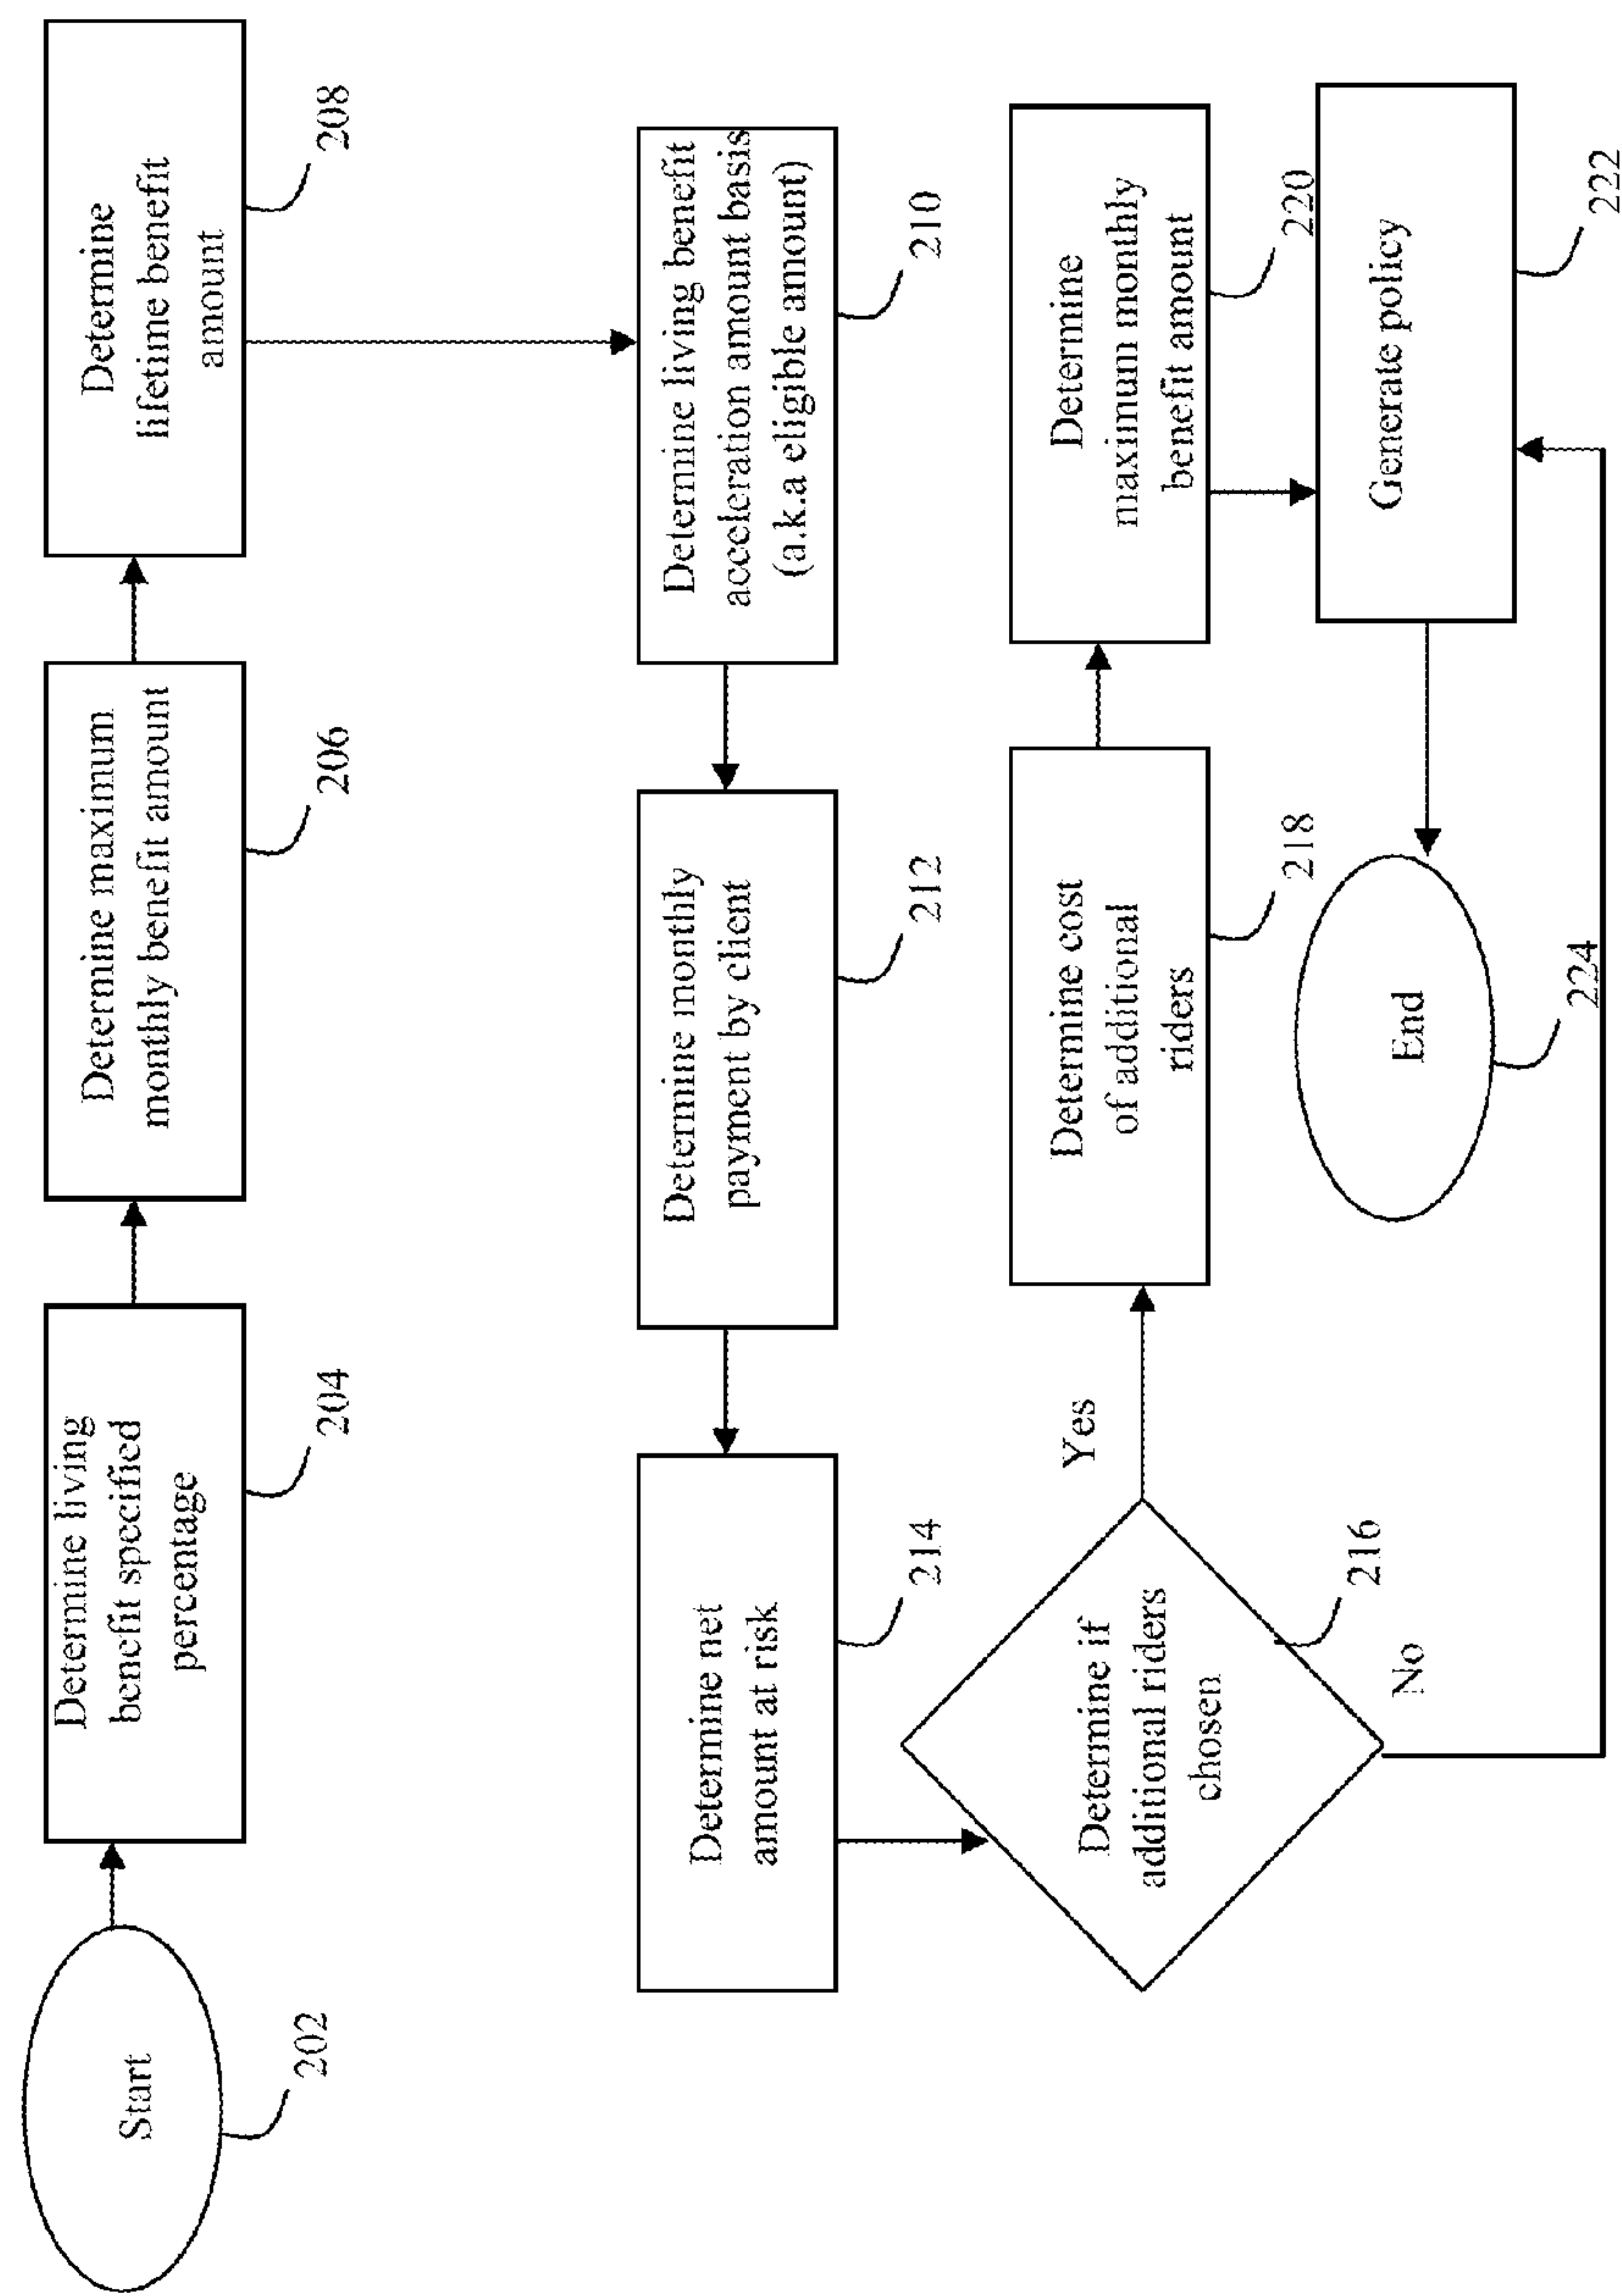 Start
202
Determine living
benefit specified
percentage
204
Determine maximum
monthly benefit amount
206
Determine
lifetime benefit
amount
208
Determine living benefit
acceleration amount basis
(a.k.a eligible amount)
210
Determine monthly
payment by client
212
Determine net
amount at risk
214
Determine if
additional riders
chosen
216
Yes
No
Determine cost
of additional
riders
218
Determine
maximum monthly
benefit amount
220
Generate policy
222
End
224